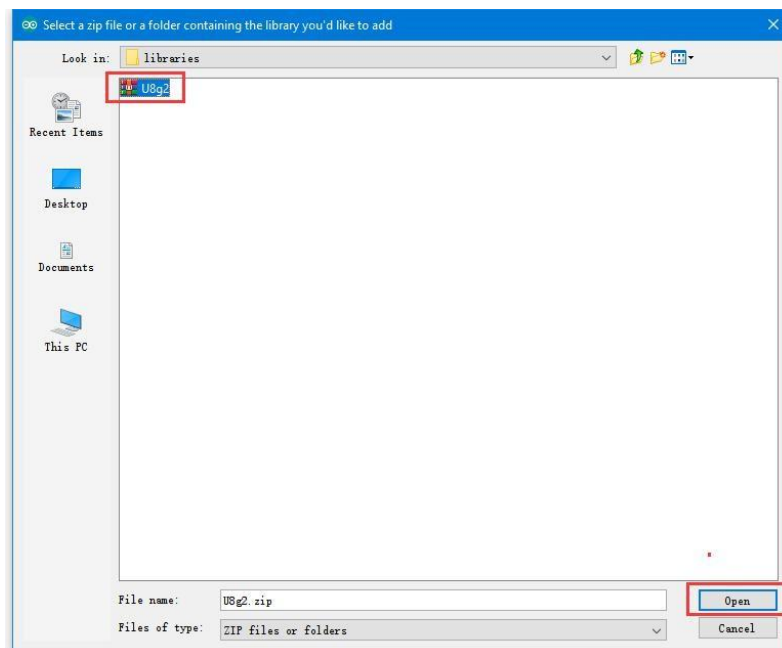 Select a zip file or a folder containing the library you'd like to add
Look in: libraries
U8g2
Recent Items
Desktop
Documents
This PC
File name: U8g2.zip
Open
Files of type: ZIP files or folders
Cancel